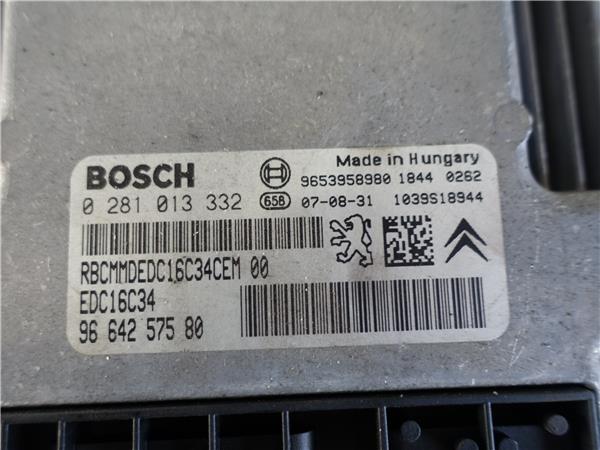 BOSCH
Made in Hungary
9653958980 1844 0262
0 281 013 332 658 07-08-31 1039S18944
RBCMMDEDC16C34CEM 00
EDC16C34
96 642 575 80